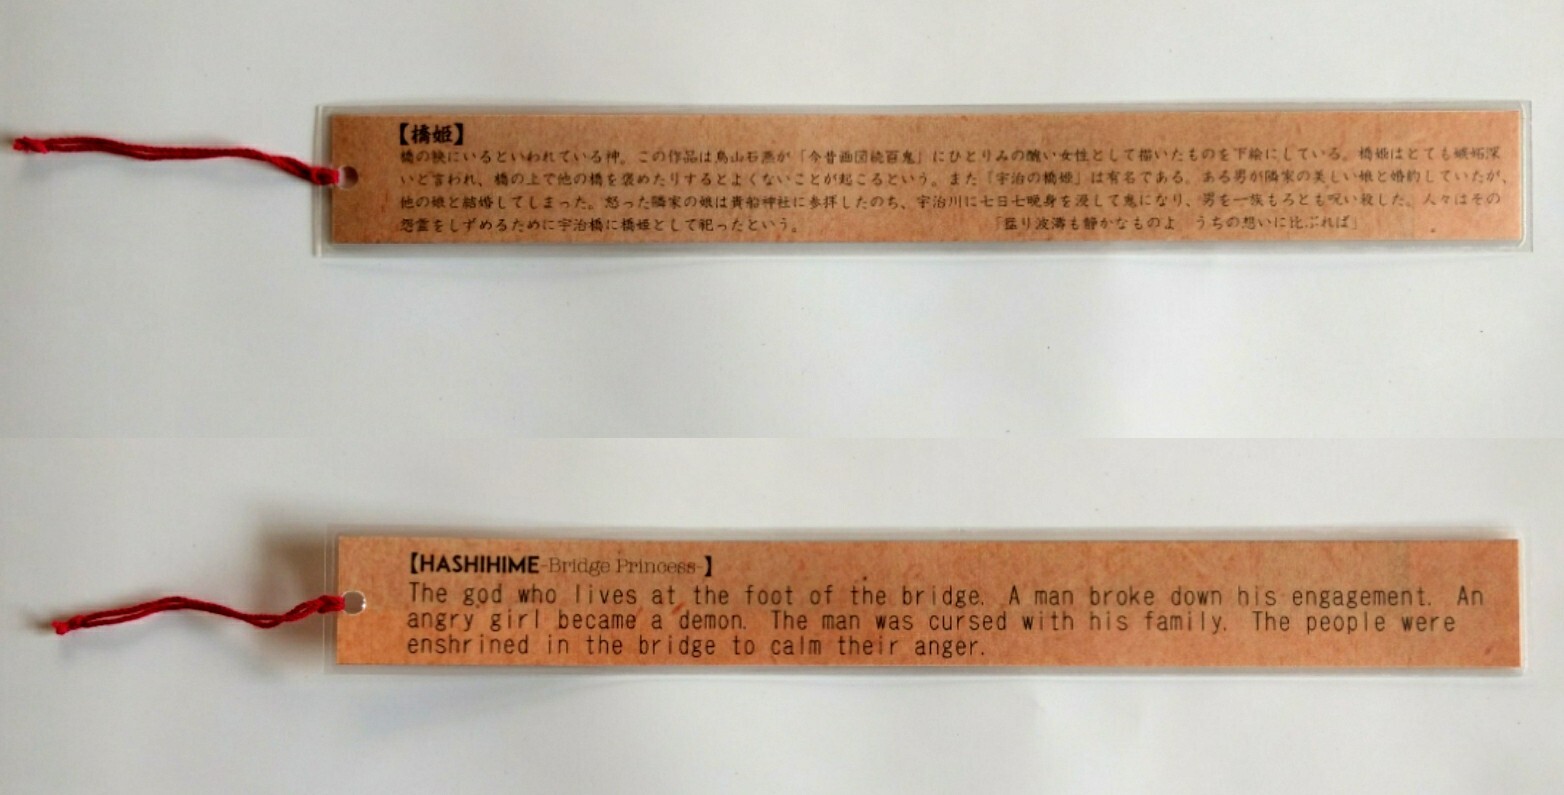 【橋姫】
橋の袂にいるといわれている神。この作品は鳥山石燕が「今昔画図続百鬼」にひとりみの醜い女性として描いたものを下絵にしている。橋姫はとても嫉妬深
いと言われ、橋の上で他の橋を褒めたりするとよくないことが起こるという。また「宇治の橋姫」は有名である。ある男が隣家の美しい娘と婚約していたが、
他の娘と結婚してしまった。怒った隣家の娘は貴船神社に参拝したのち、宇治川に七日七晩身を浸して鬼になり、男を一族もろとも呪い殺した。人々はその
怨霊をしずめるために宇治橋に橋姫として祀ったという。
「猛り波濤も静かなものよ　うちの想いに比ぶれば」
【HASHIHIME-Bridge Princess-】
The god who lives at the foot of the bridge. A man broke down his engagement. An
angry girl became a demon. The man was cursed with his family. The people were
enshrined in the bridge to calm their anger.